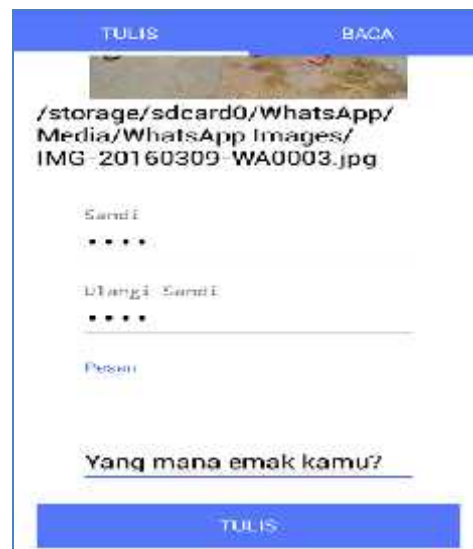 TULIS BACA
/storage/sdcard0/WhatsApp/
Media/WhatsApp Images/
IMG-20160309-WA0003.jpg
Sandi
••••
Ulangi Sandi
••••
Pesan
Yang mana emak kamu?
TULIS